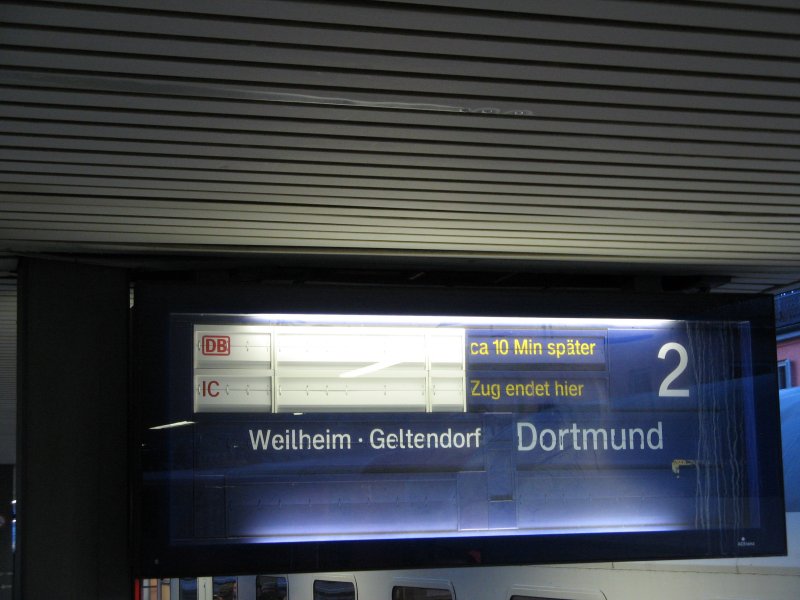 DB ca 10 Min später 2
IC Zug endet hier
Weilheim · Geltendorf Dortmund